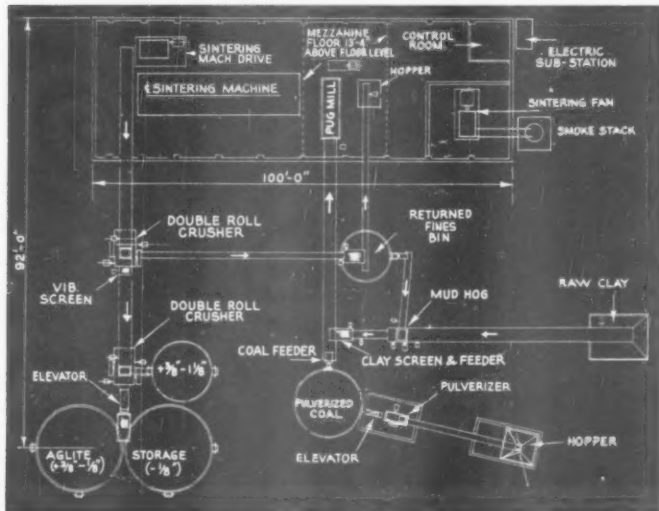 SINTERING
MACH DRIVE
MEZZANINE
FLOOR 13'-4"
ABOVE FLOOR LEVEL
CONTROL
ROOM
HOPPER
ELECTRIC
SUB-STATION
℄ SINTERING MACHINE
PUG MILL
SINTERING FAN
SMOKE STACK
100'-0"
92'-0"
DOUBLE ROLL
CRUSHER
RETURNED
FINES
BIN
VIB.
SCREEN
DOUBLE ROLL
CRUSHER
MUD HOG
RAW CLAY
COAL FEEDER
CLAY SCREEN & FEEDER
ELEVATOR
+3/8"-1 1/8"
PULVERIZED
COAL
PULVERIZER
ELEVATOR
HOPPER
AGLITE
(+3/8"-1/8")
STORAGE
(-1/8")